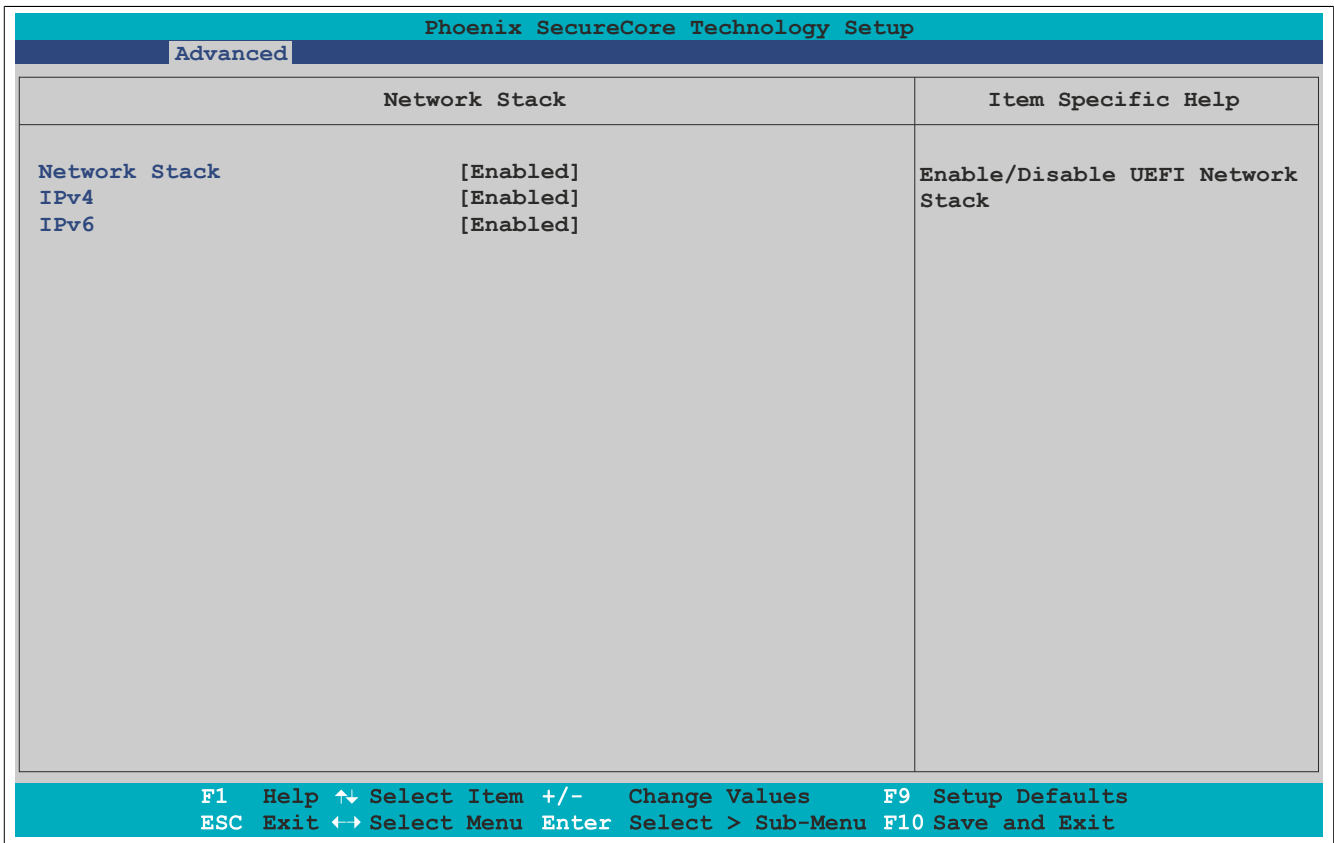 Phoenix SecureCore Technology Setup
Advanced
Network Stack
Item Specific Help
Network Stack [Enabled]
IPv4 [Enabled]
IPv6 [Enabled]
Enable/Disable UEFI Network
Stack
F1 Help ↑↓ Select Item +/- Change Values F9 Setup Defaults
ESC Exit ←→ Select Menu Enter Select > Sub-Menu F10 Save and Exit